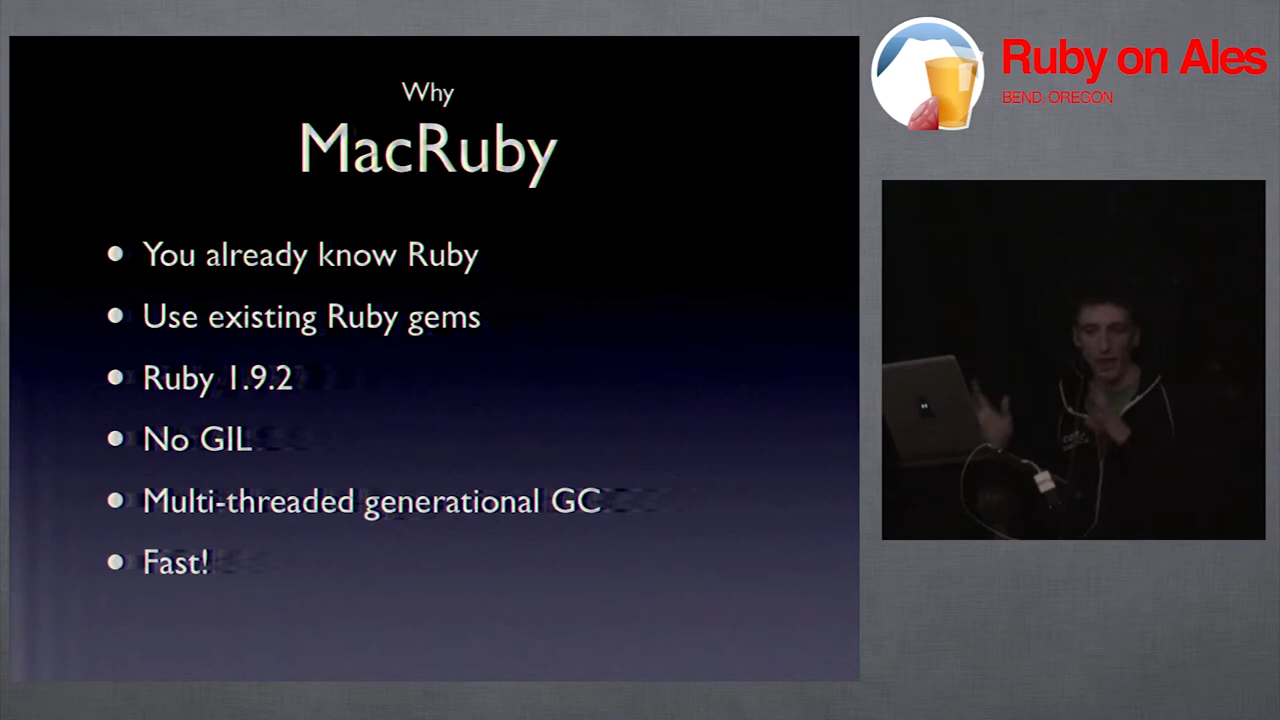 Why
MacRuby
You already know Ruby
Use existing Ruby gems
Ruby 1.9.2
No GIL
Multi-threaded generational GC
Fast!
Ruby on Ales
BEND, OREGON